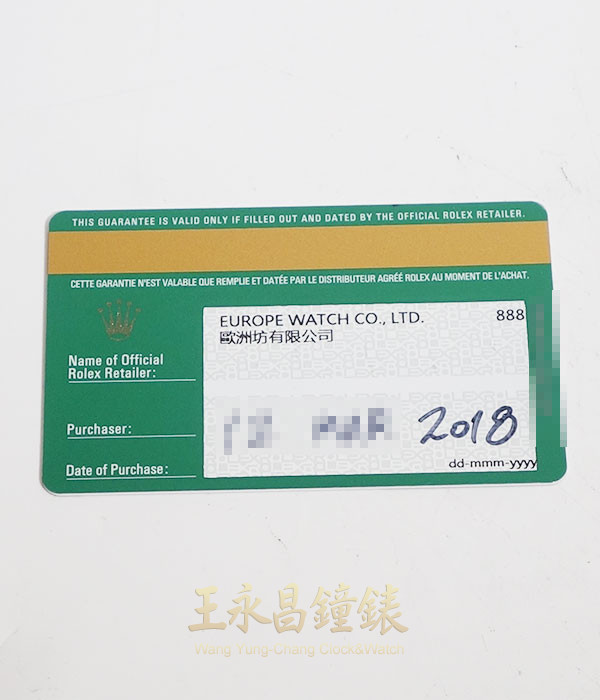 THIS GUARANTEE IS VALID ONLY IF FILLED OUT AND DATED BY THE OFFICIAL ROLEX RETAILER.
CETTE GARANTIE N'EST VALABLE QUE REMPLIE ET DATÉE PAR LE DISTRIBUTEUR AGRÉÉ ROLEX AU MOMENT DE L'ACHAT.
EUROPE WATCH CO., LTD. 888
歐洲坊有限公司
Name of Official
Rolex Retailer:
Purchaser:
2018
Date of Purchase:
dd-mmm-yyyy
王永昌鐘錶
Wang Yung-Chang Clock&Watch